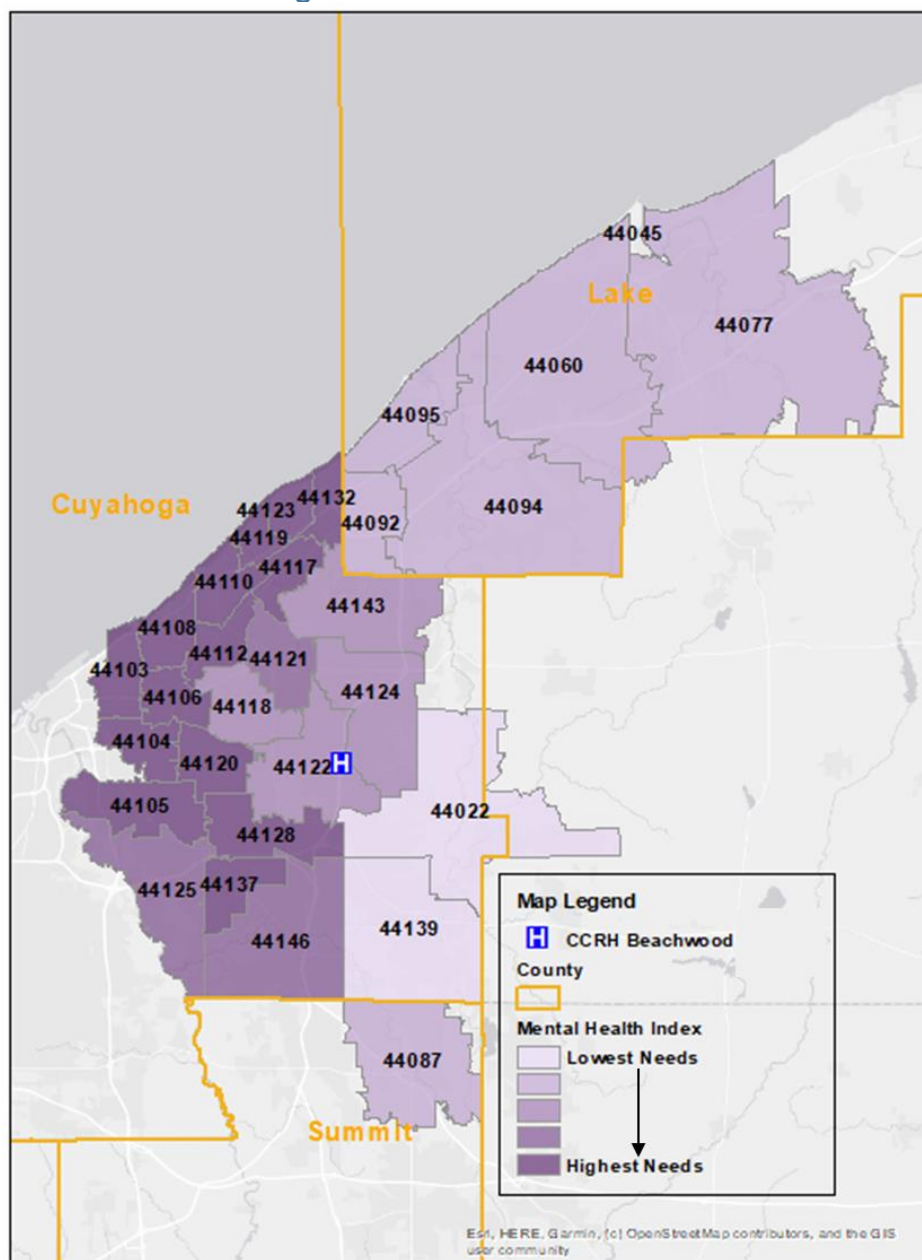 44045
Lake
44077
44060
44095
Cuyahoga
44132
44123
44092
44094
44119
44117
44110
44143
44108
44112
44121
44103
44106
44118
44124
44104
44120
44122 H
44105
44022
44128
44125
44137
44146
44139
44087
Summit
Map Legend
H CCRH Beachwood
County
Mental Health Index
Lowest Needs
Highest Needs
Esri, HERE, Garmin, (c) OpenStreetMap contributors, and the GIS
user community